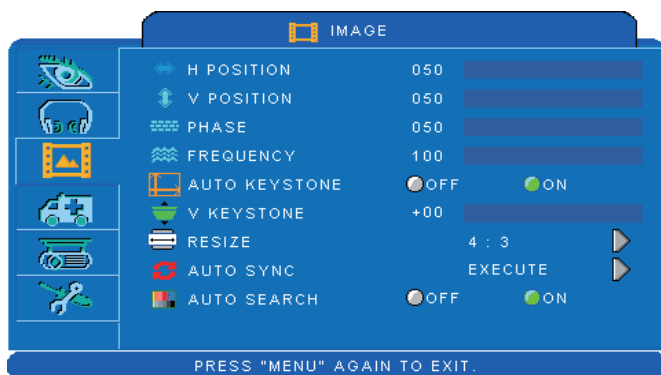 IMAGE
H POSITION 050
V POSITION 050
PHASE 050
FREQUENCY 100
AUTO KEYSTONE OFF ON
V KEYSTONE +00
RESIZE 4 : 3
AUTO SYNC EXECUTE
AUTO SEARCH OFF ON
PRESS "MENU" AGAIN TO EXIT.